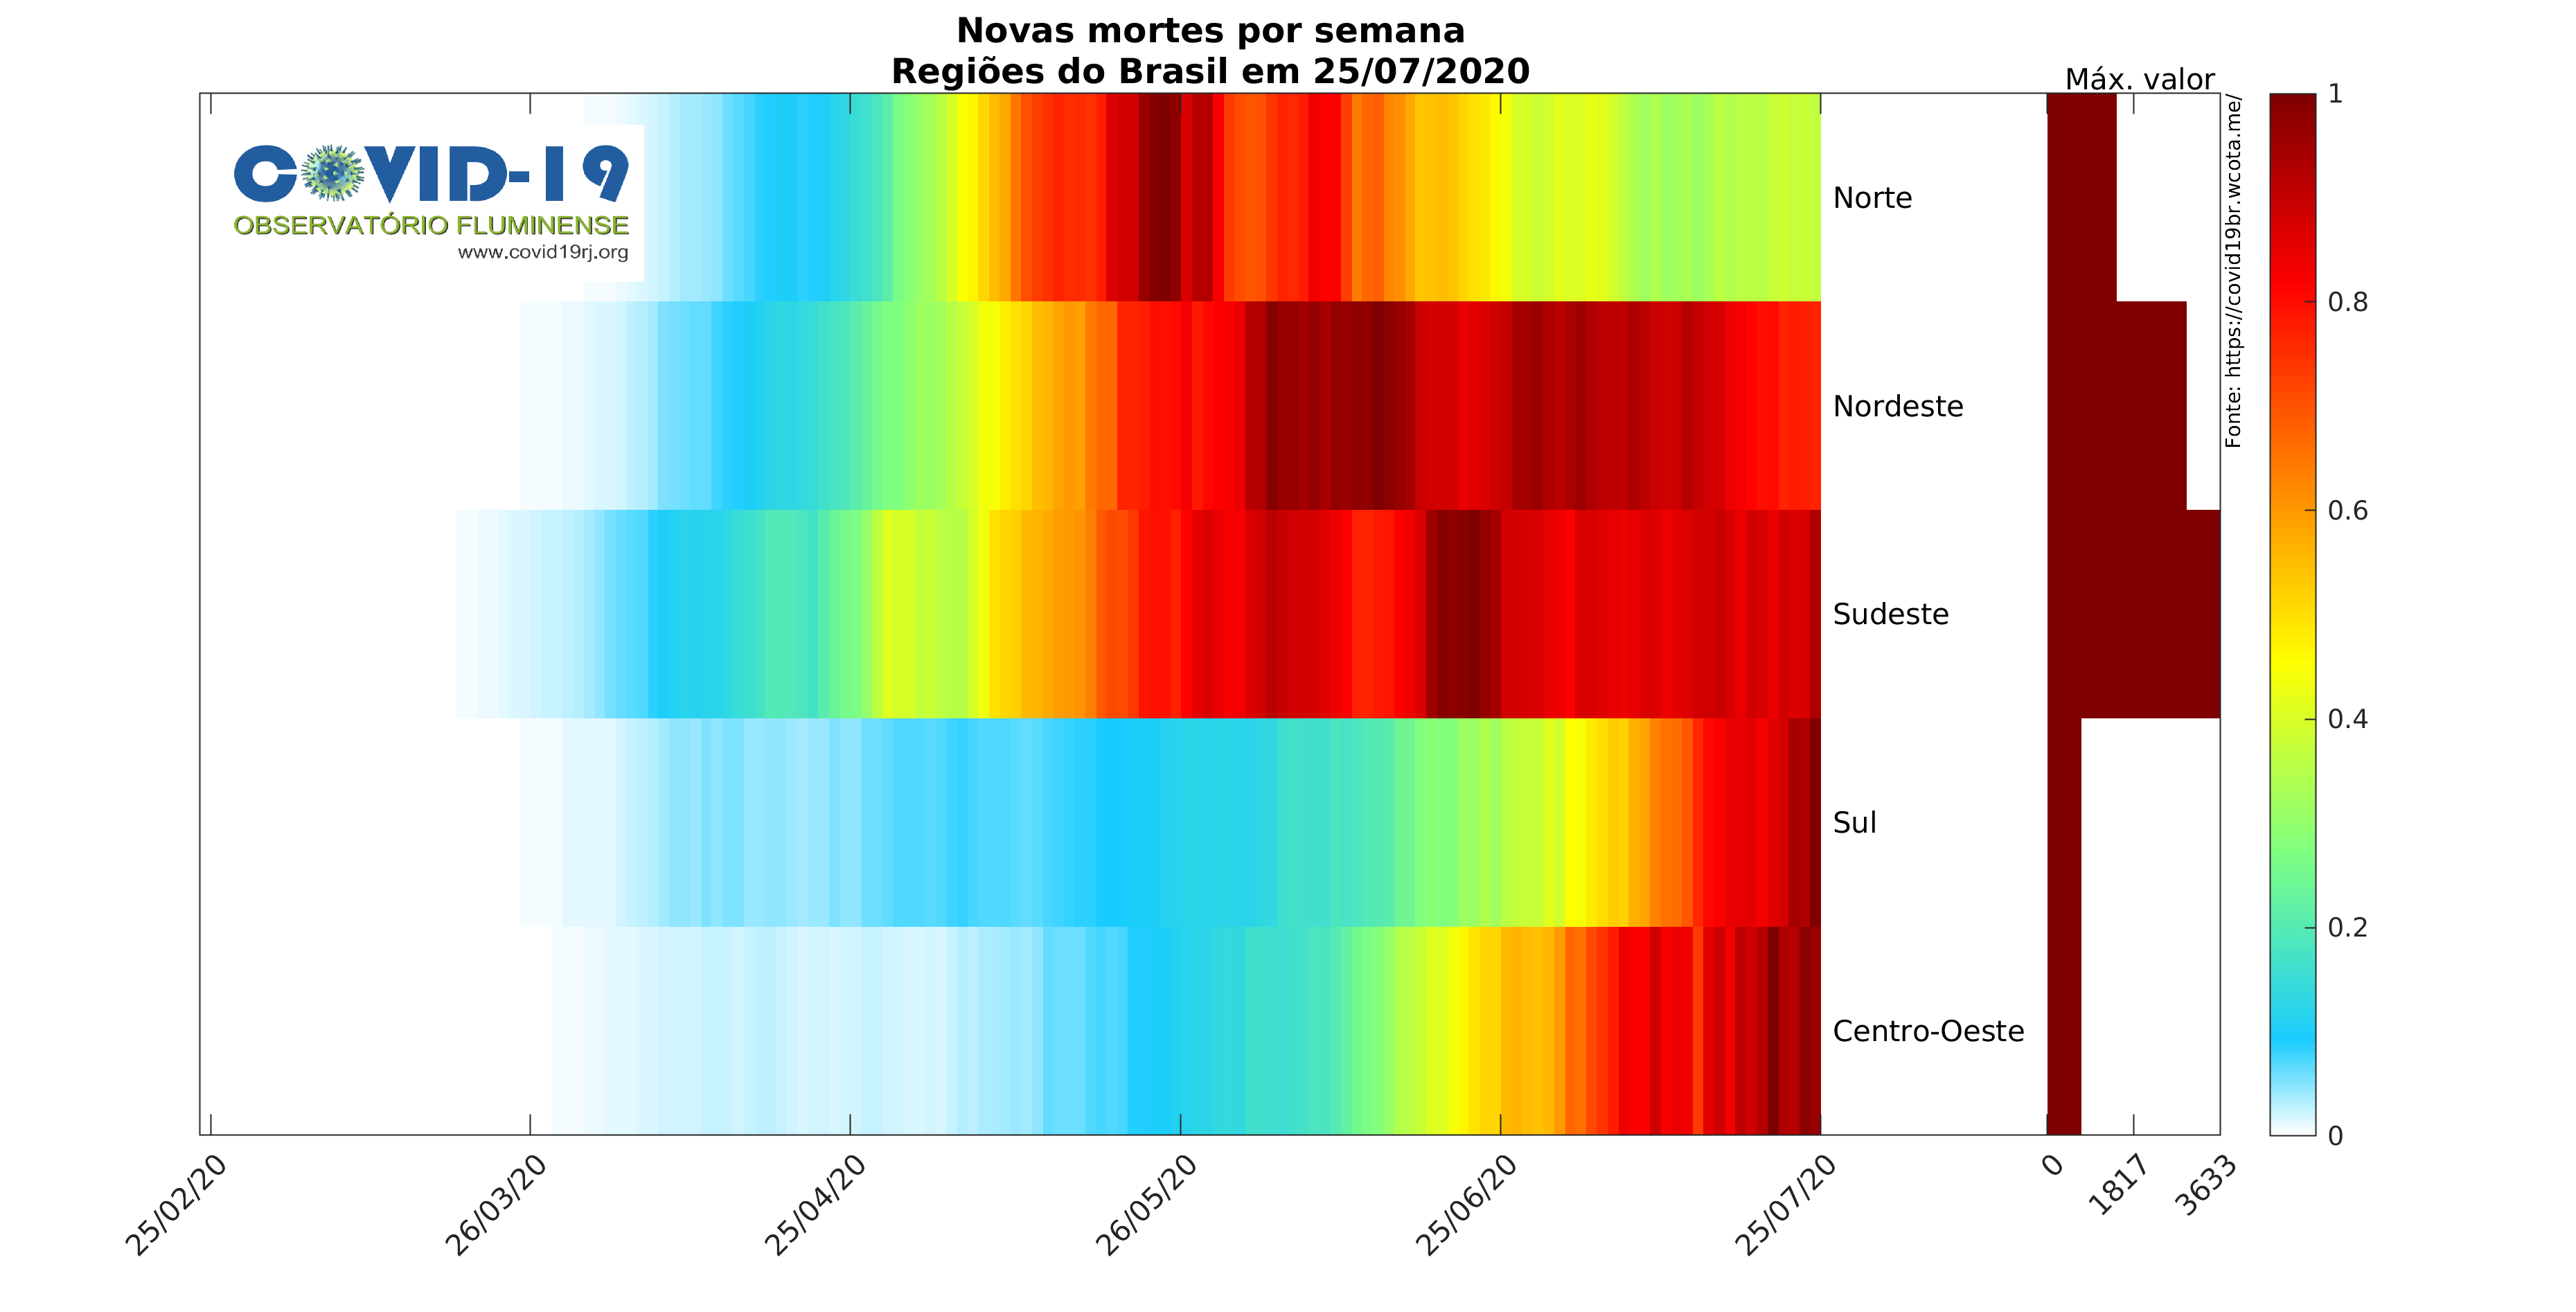 Novas mortes por semana
Regiões do Brasil em 25/07/2020
Máx. valor
COVID-19
OBSERVATÓRIO FLUMINENSE
www.covid19rj.org
Norte
Nordeste
Sudeste
Sul
Centro-Oeste
Fonte: https://covid19br.wcota.me/
1
0.8
0.6
0.4
0.2
0
25/02/20
26/03/20
25/04/20
26/05/20
25/06/20
25/07/20
0
1817
3633